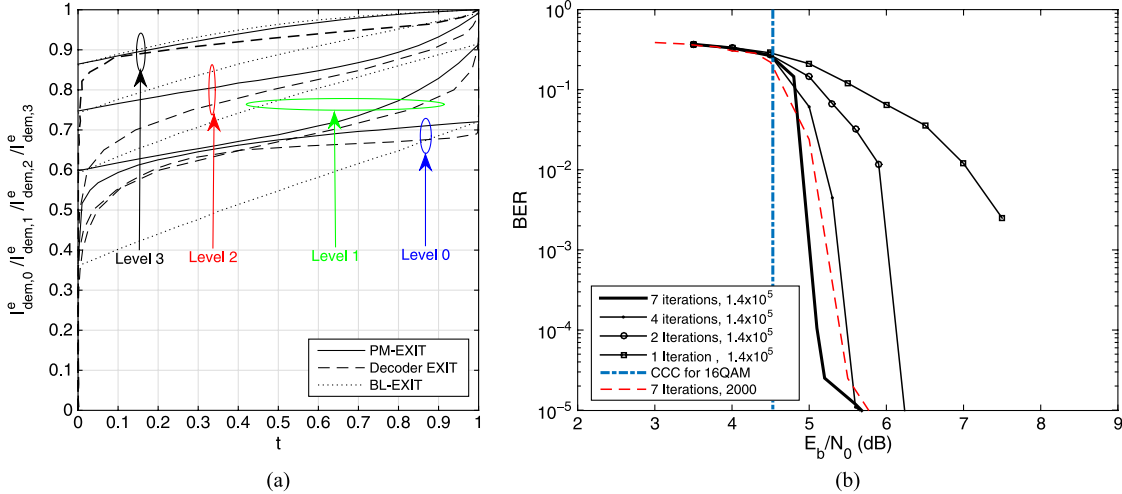 1
0.9
0.8
0.7
0.6
0.5
0.4
0.3
0.2
0.1
0
I^e_dem,0 /I^e_dem,1 /I^e_dem,2 /I^e_dem,3
Level 3
Level 2
Level 1
Level 0
PM-EXIT
Decoder EXIT
BL-EXIT
0 0.1 0.2 0.3 0.4 0.5 0.6 0.7 0.8 0.9 1
t
(a)
10^0
10^-1
10^-2
10^-3
10^-4
10^-5
BER
7 iterations, 1.4x10^5
4 iterations, 1.4x10^5
2 Iterations, 1.4x10^5
1 Iteration , 1.4x10^5
CCC for 16QAM
7 Iterations, 2000
2 3 4 5 6 7 8 9
E_b/N_0 (dB)
(b)